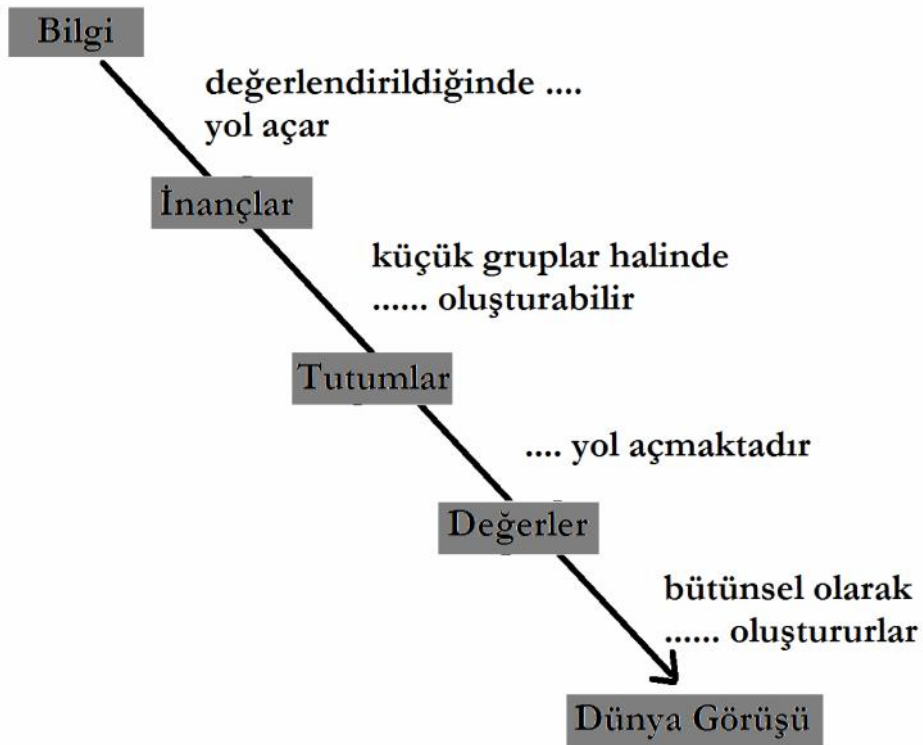 Bilgi
değerlendirildiğinde ....
yol açar
İnançlar
küçük gruplar halinde
...... oluşturabilir
Tutumlar
.... yol açmaktadır
Değerler
bütünsel olarak
...... oluştururlar
Dünya Görüşü